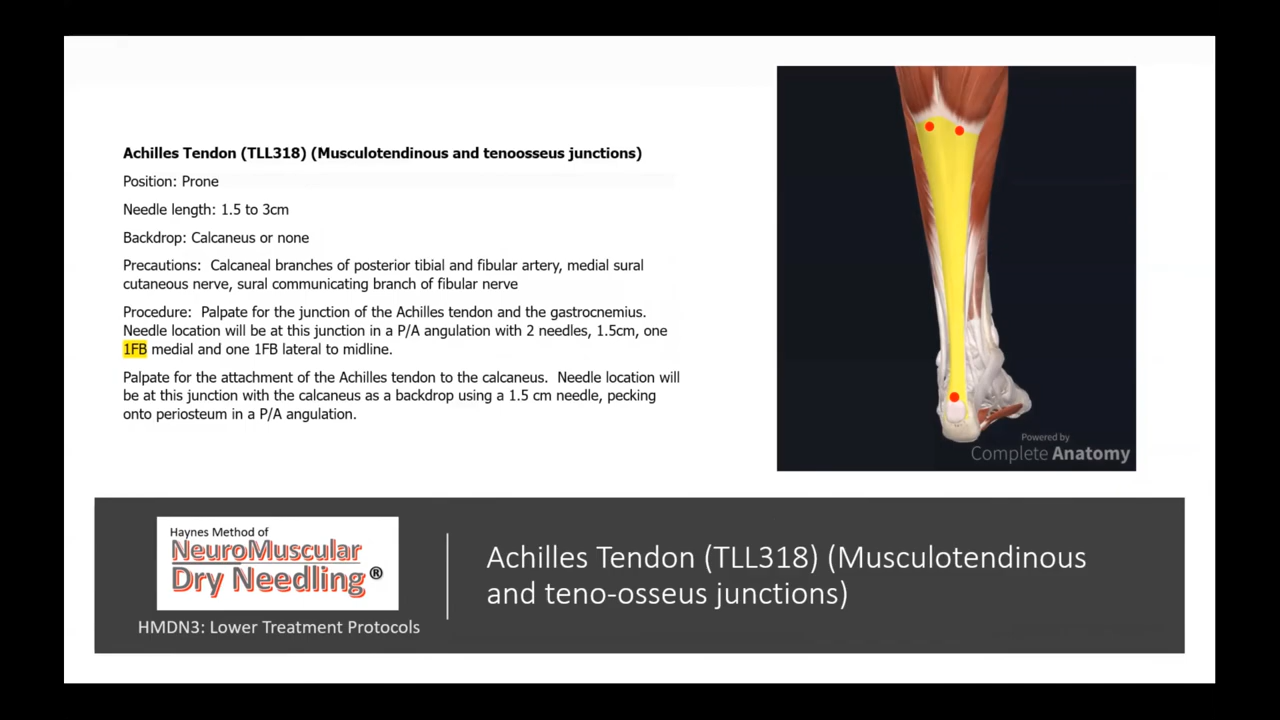 Achilles Tendon (TLL318) (Musculotendinous and tenoosseus junctions)
Position: Prone
Needle length: 1.5 to 3cm
Backdrop: Calcaneus or none
Precautions: Calcaneal branches of posterior tibial and fibular artery, medial sural
cutaneous nerve, sural communicating branch of fibular nerve
Procedure: Palpate for the junction of the Achilles tendon and the gastrocnemius.
Needle location will be at this junction in a P/A angulation with 2 needles, 1.5cm, one
1FB medial and one 1FB lateral to midline.
Palpate for the attachment of the Achilles tendon to the calcaneus. Needle location will
be at this junction with the calcaneus as a backdrop using a 1.5 cm needle, pecking
onto periosteum in a P/A angulation.
Powered by
Complete Anatomy
Haynes Method of
NeuroMuscular
Dry Needling®
HMDN3: Lower Treatment Protocols
Achilles Tendon (TLL318) (Musculotendinous
and teno-osseus junctions)